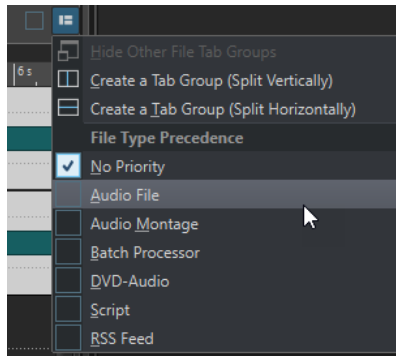 6 s
Hide Other File Tab Groups
Create a Tab Group (Split Vertically)
Create a Tab Group (Split Horizontally)
File Type Precedence
No Priority
Audio File
Audio Montage
Batch Processor
DVD-Audio
Script
RSS Feed